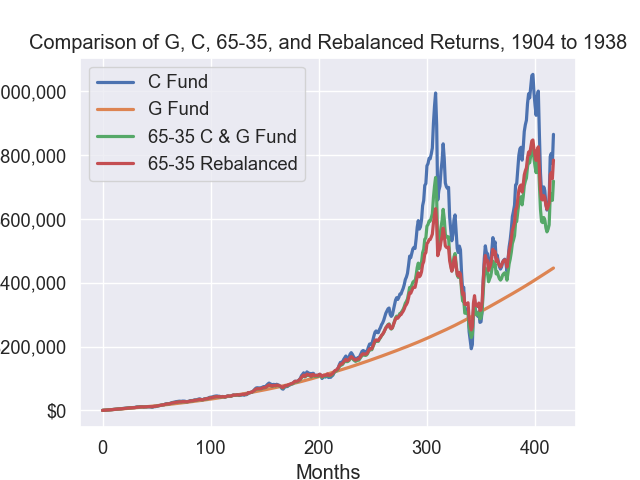 Comparison of G, C, 65-35, and Rebalanced Returns, 1904 to 1938
C Fund
G Fund
65-35 C & G Fund
65-35 Rebalanced
000,000
800,000
600,000
400,000
200,000
$0
0 100 200 300 400
Months